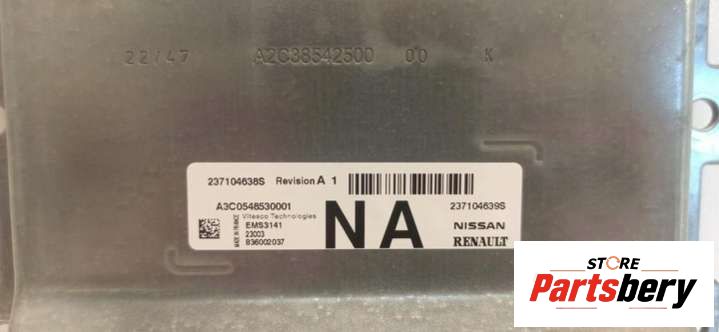 22/47 A2C38542500 00 K
237104638S Revision A 1
A3C0548530001 237104639S
Vitesco Technologies
MADE IN FRANCE
EMS3141
23003
836002037
NA
NISSAN
RENAULT
STORE
Partsbery